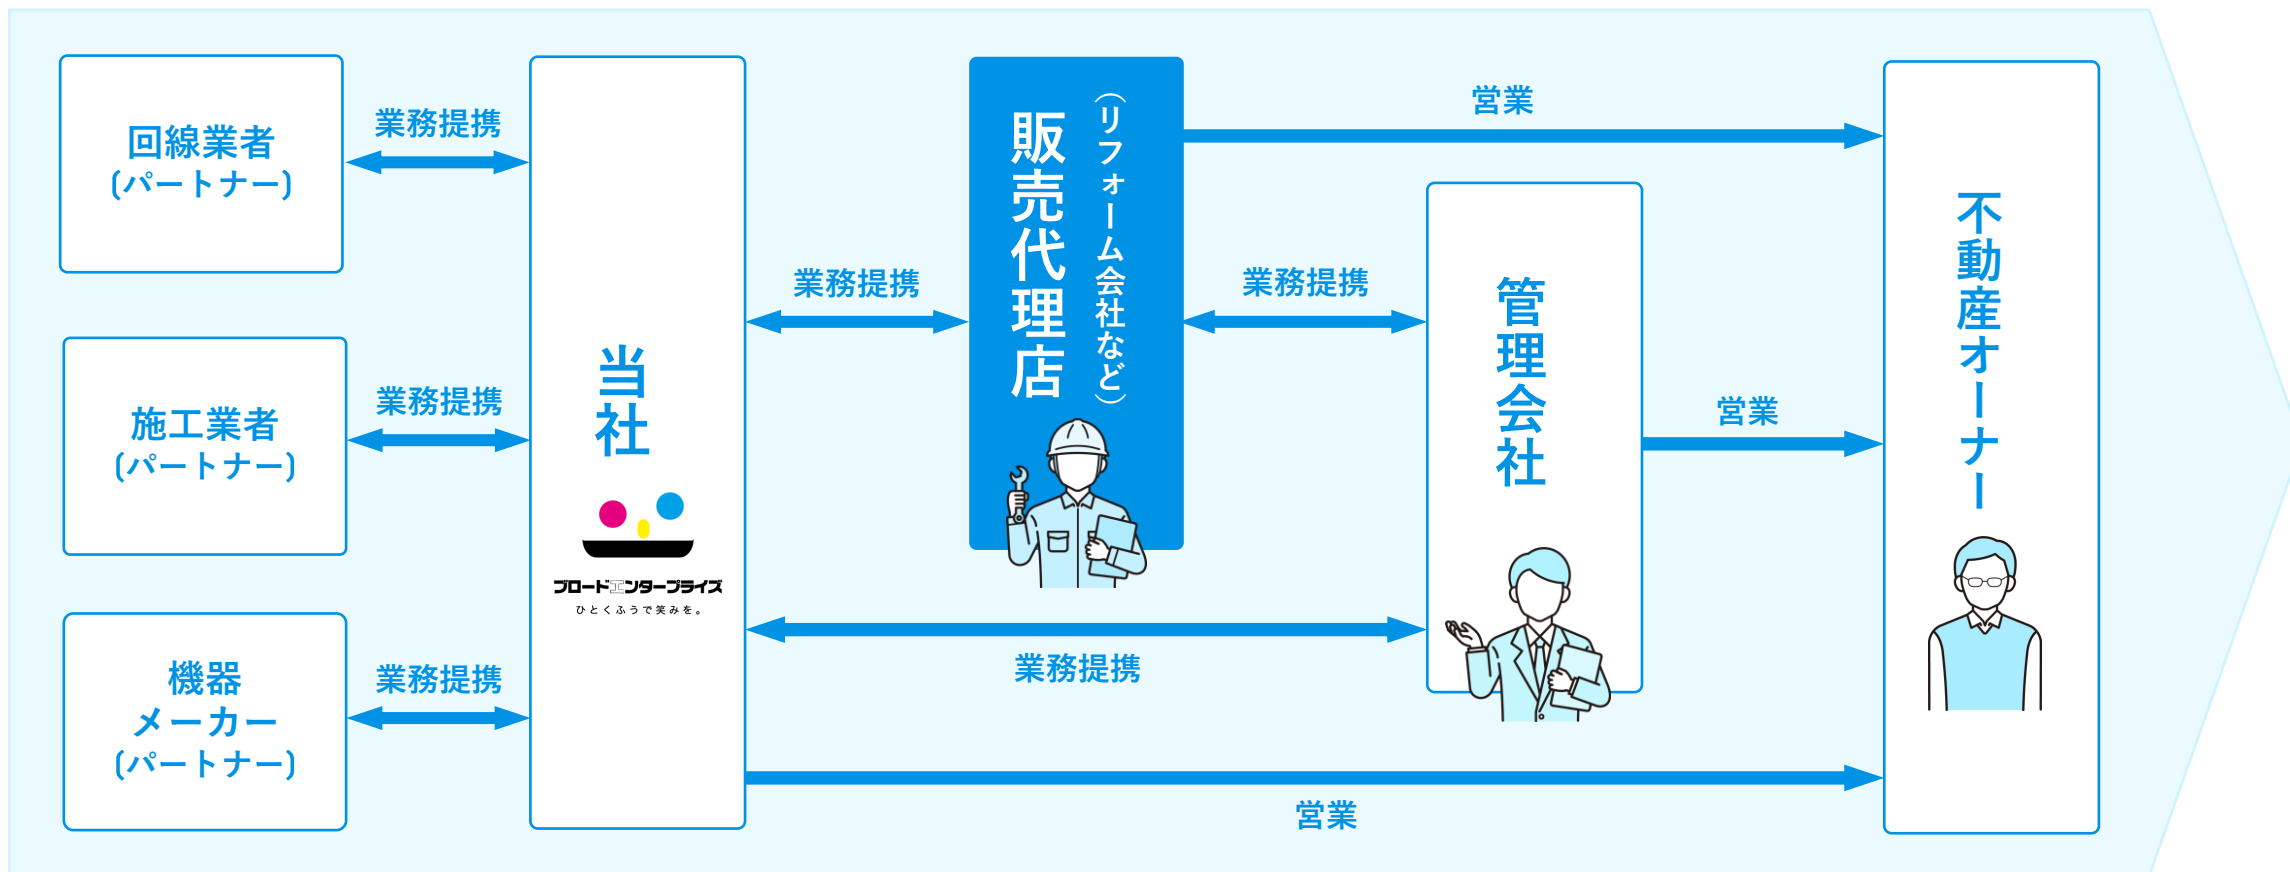 回線業者
(パートナー)
業務提携
施工業者
(パートナー)
業務提携
機器
メーカー
(パートナー)
業務提携
当社
ブロードエンタープライズ
ひとくふうで笑みを。
業務提携
(リフォーム会社など)
販売代理店
営業
業務提携
管理会社
営業
業務提携
営業
不動産オーナー